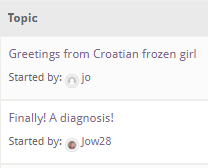 Topic
Greetings from Croatian frozen girl
Started by: jo
Finally! A diagnosis!
Started by: Jow28